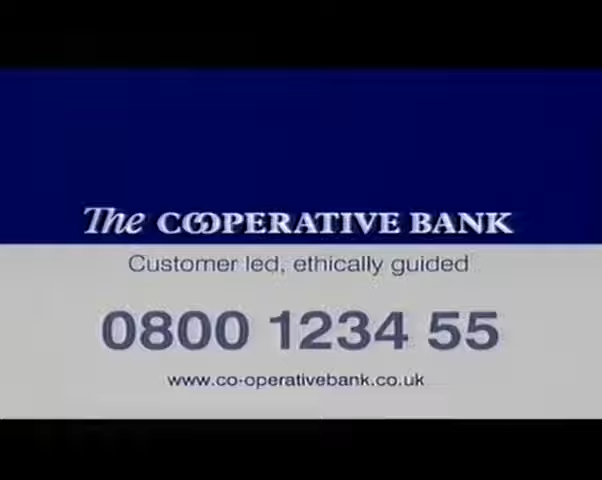 The COOPERATIVE BANK
Customer led, ethically guided
0800 1234 55
www.co-operativebank.co.uk